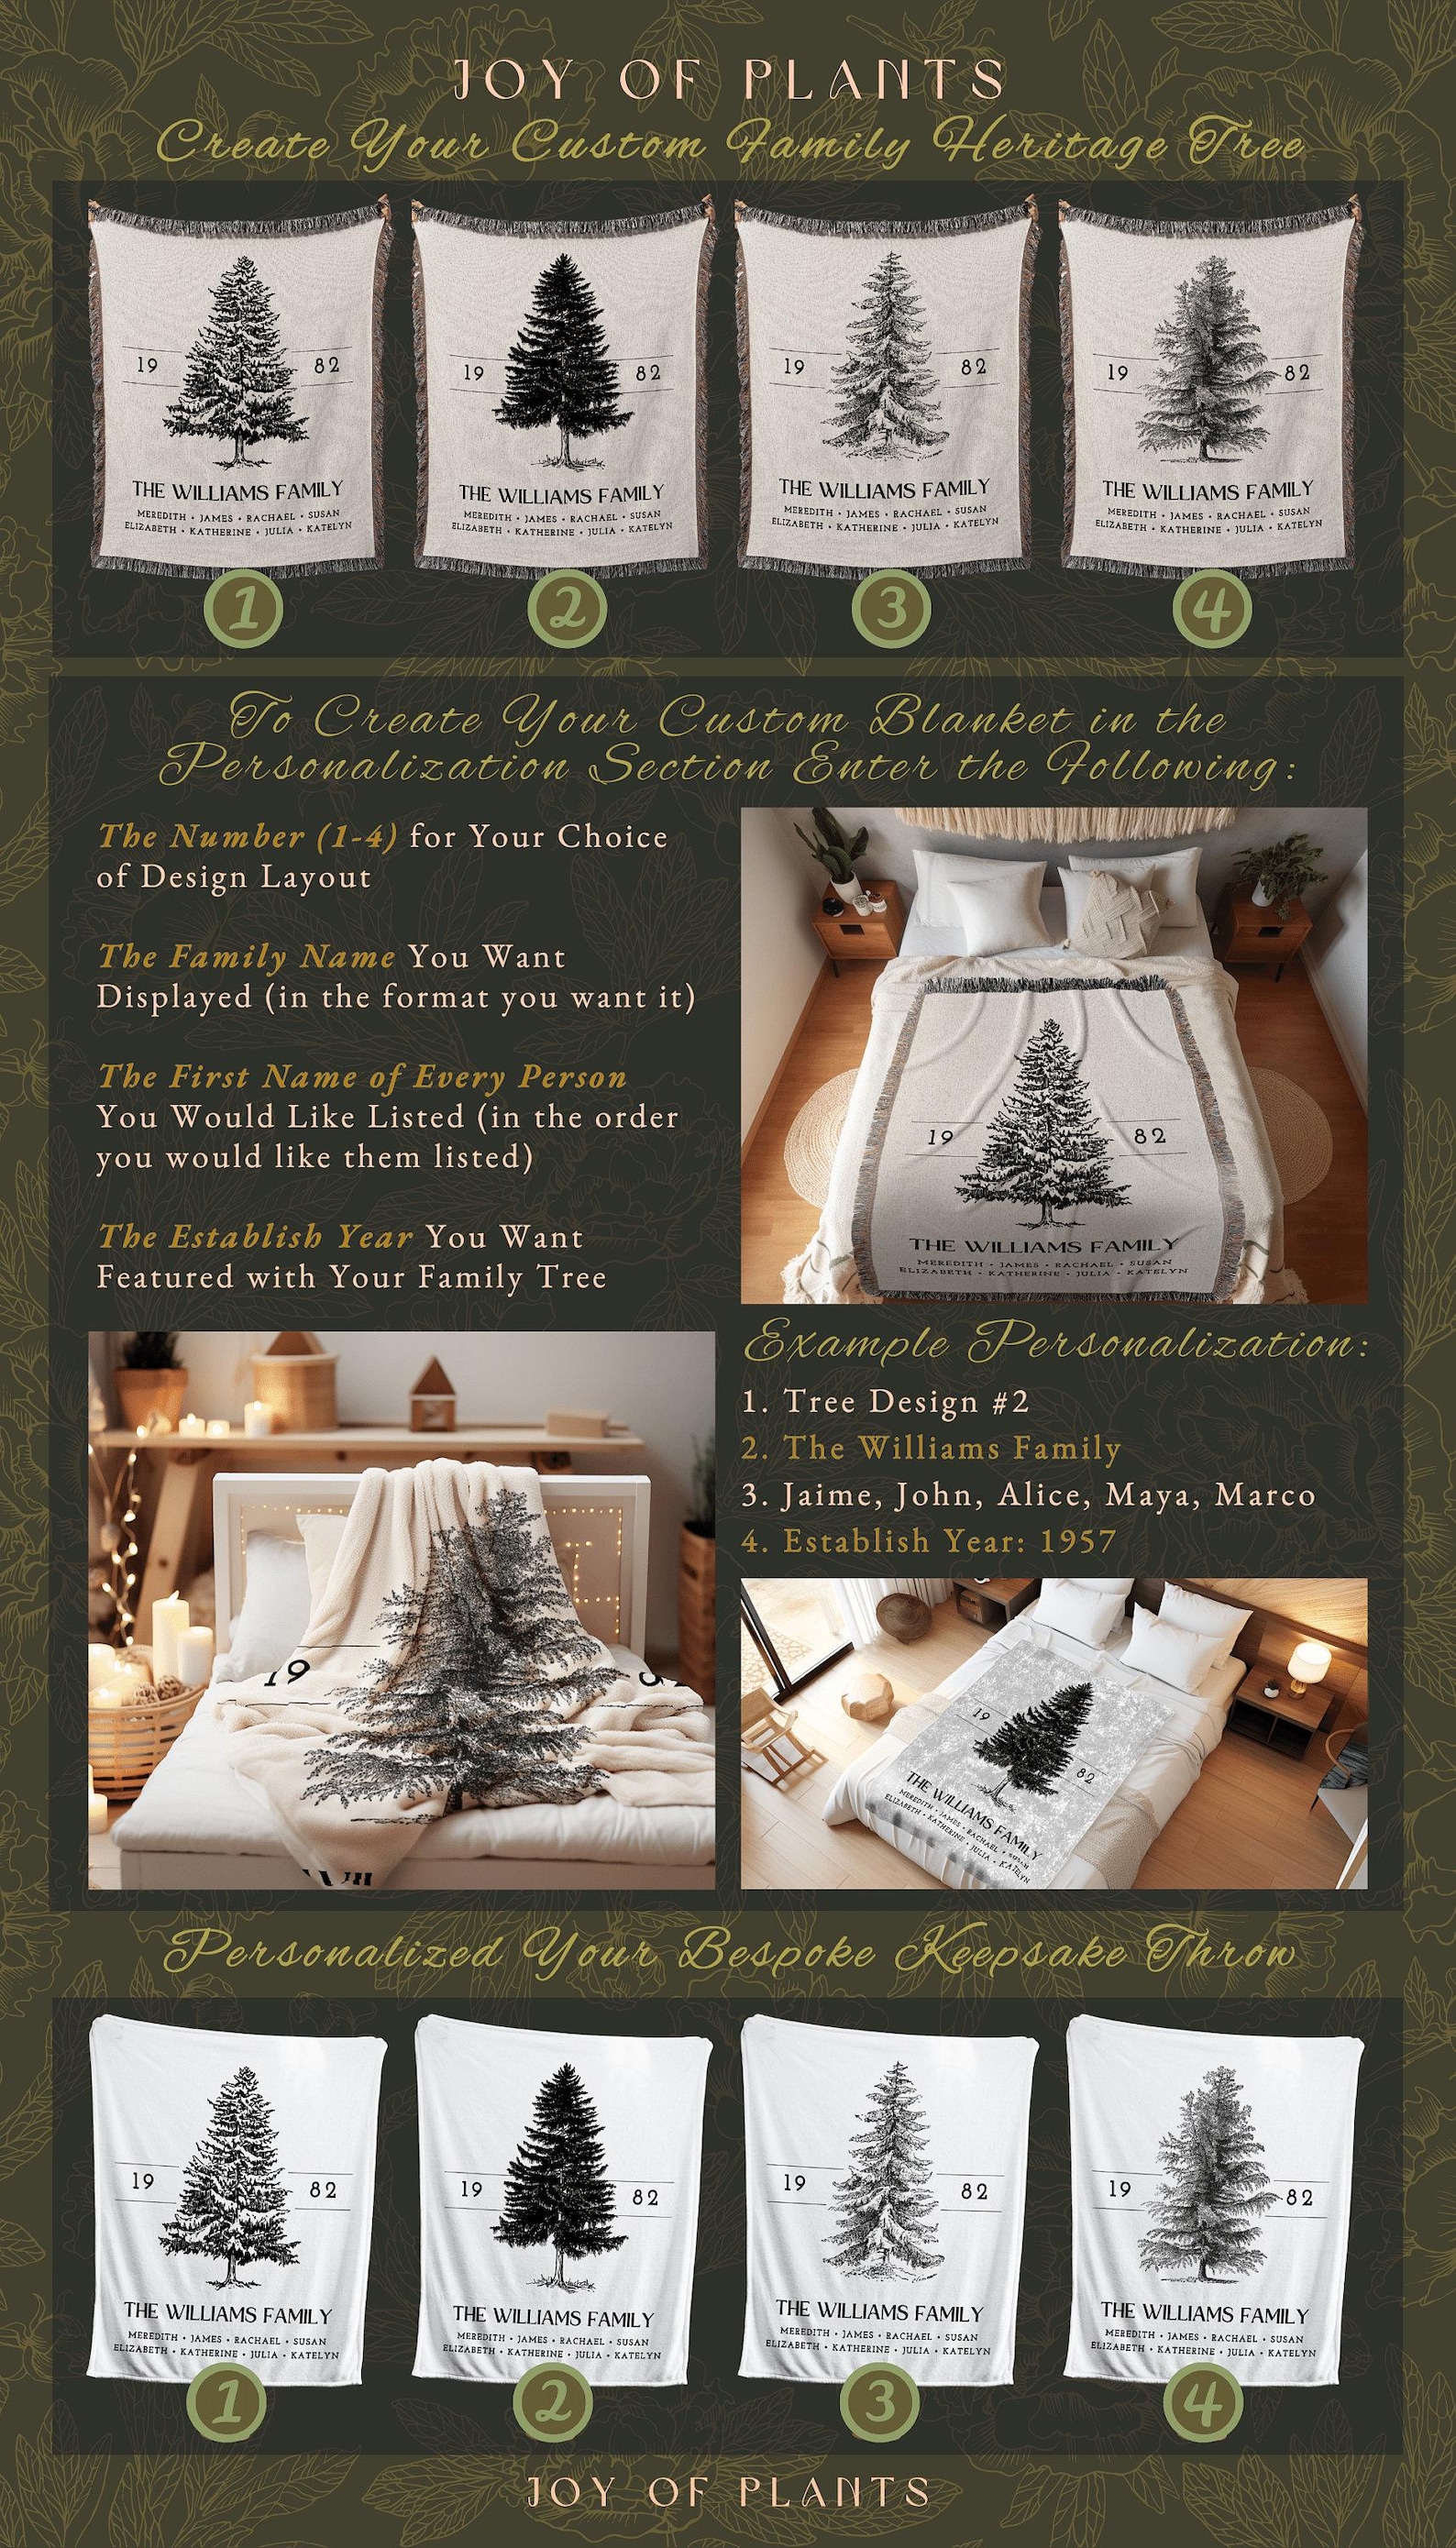 JOY OF PLANTS
Create Your Custom Family Heritage Tree
19 82
THE WILLIAMS FAMILY
MEREDITH • JAMES • RACHAEL • SUSAN
ELIZABETH • KATHERINE • JULIA • KATELYN
1
19 82
THE WILLIAMS FAMILY
MEREDITH • JAMES • RACHAEL • SUSAN
ELIZABETH • KATHERINE • JULIA • KATELYN
2
19 82
THE WILLIAMS FAMILY
MEREDITH • JAMES • RACHAEL • SUSAN
ELIZABETH • KATHERINE • JULIA • KATELYN
3
19 82
THE WILLIAMS FAMILY
MEREDITH • JAMES • RACHAEL • SUSAN
ELIZABETH • KATHERINE • JULIA • KATELYN
4
To Create Your Custom Blanket in the
Personalization Section Enter the Following:
The Number (1-4) for Your Choice
of Design Layout
The Family Name You Want
Displayed (in the format you want it)
The First Name of Every Person
You Would Like Listed (in the order
you would like them listed)
The Establish Year You Want
Featured with Your Family Tree
19 82
THE WILLIAMS FAMILY
MEREDITH • JAMES • RACHAEL • SUSAN
ELIZABETH • KATHERINE • JULIA • KATELYN
19
Example Personalization:
1. Tree Design #2
2. The Williams Family
3. Jaime, John, Alice, Maya, Marco
4. Establish Year: 1957
19 82
THE WILLIAMS FAMILY
MEREDITH • JAMES • RACHAEL • SUSAN
ELIZABETH • KATHERINE • JULIA • KATELYN
Personalized Your Bespoke Keepsake Throw
19 82
THE WILLIAMS FAMILY
MEREDITH • JAMES • RACHAEL • SUSAN
ELIZABETH • KATHERINE • JULIA • KATELYN
1
19 82
THE WILLIAMS FAMILY
MEREDITH • JAMES • RACHAEL • SUSAN
ELIZABETH • KATHERINE • JULIA • KATELYN
2
19 82
THE WILLIAMS FAMILY
MEREDITH • JAMES • RACHAEL • SUSAN
ELIZABETH • KATHERINE • JULIA • KATELYN
3
19 82
THE WILLIAMS FAMILY
MEREDITH • JAMES • RACHAEL • SUSAN
ELIZABETH • KATHERINE • JULIA • KATELYN
4
JOY OF PLANTS